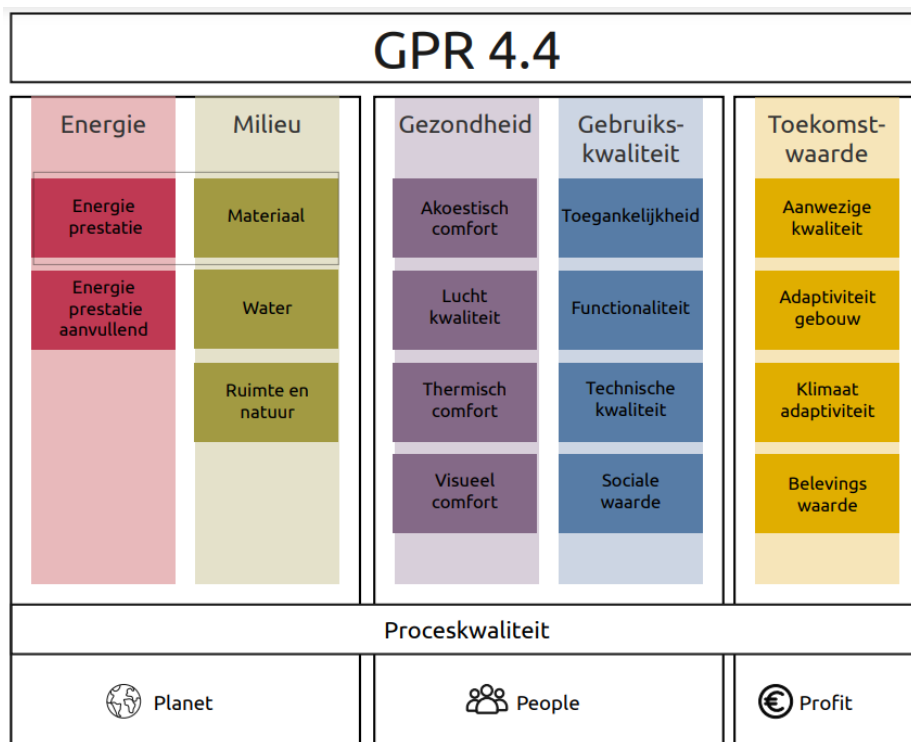 GPR 4.4
Energie
Milieu
Gezondheid
Gebruiks-
kwaliteit
Toekomst-
waarde
Energie
prestatie
Materiaal
Akoestisch
comfort
Toegankelijkheid
Aanwezige
kwaliteit
Energie
prestatie
aanvullend
Water
Lucht
kwaliteit
Functionaliteit
Adaptiviteit
gebouw
Ruimte en
natuur
Thermisch
comfort
Technische
kwaliteit
Klimaat
adaptiviteit
Visueel
comfort
Sociale
waarde
Belevings
waarde
Proceskwaliteit
Planet
People
€ Profit